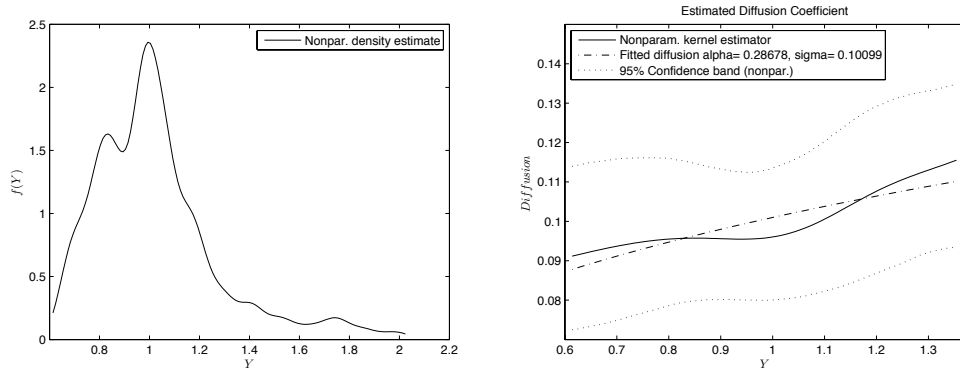 2.5
2
1.5
1
0.5
0
f(Y)
Nonpar. density estimate
0.8 1 1.2 1.4 1.6 1.8 2 2.2
Y
Estimated Diffusion Coefficient
0.14
0.13
0.12
0.11
0.1
0.09
0.08
Diffusion
Nonparam. kernel estimator
Fitted diffusion alpha= 0.28678, sigma= 0.10099
95% Confidence band (nonpar.)
0.6 0.7 0.8 0.9 1 1.1 1.2 1.3
Y